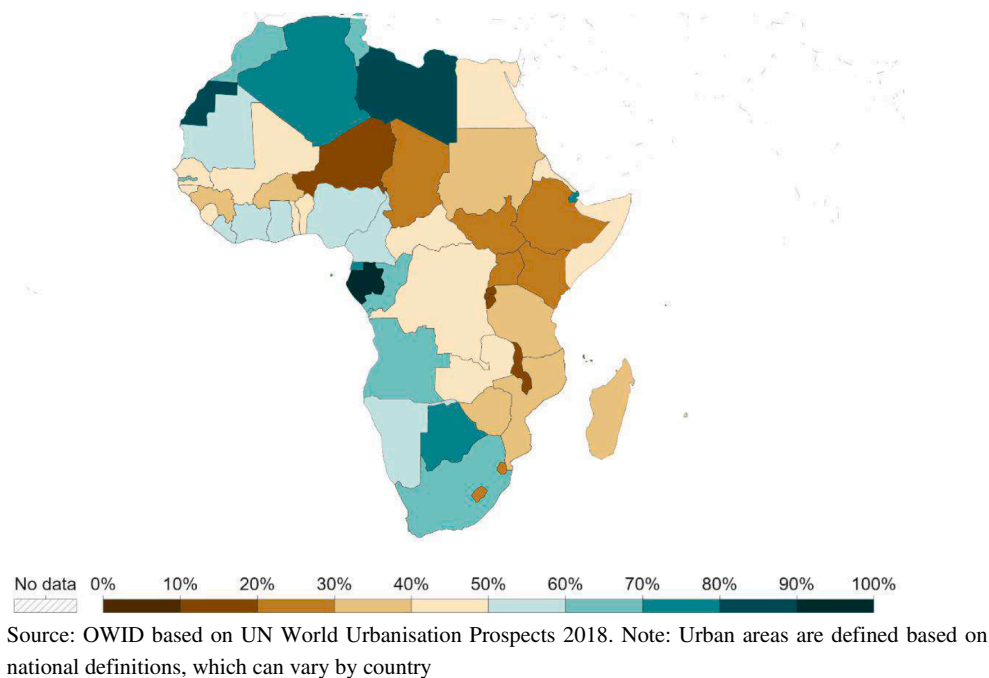 No data 0% 10% 20% 30% 40% 50% 60% 70% 80% 90% 100%
Source: OWID based on UN World Urbanisation Prospects 2018. Note: Urban areas are defined based on
national definitions, which can vary by country